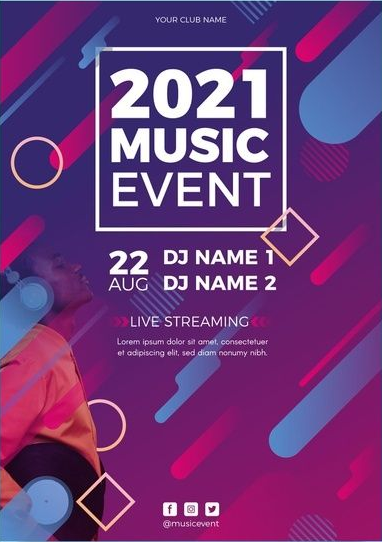 YOUR CLUB NAME
2021
MUSIC
EVENT
22
AUG
DJ NAME 1
DJ NAME 2
LIVE STREAMING
Lorem ipsum dolor sit amet, consectetuer
et adipiscing elit, sed diam nonummy nibh.
@musicevent